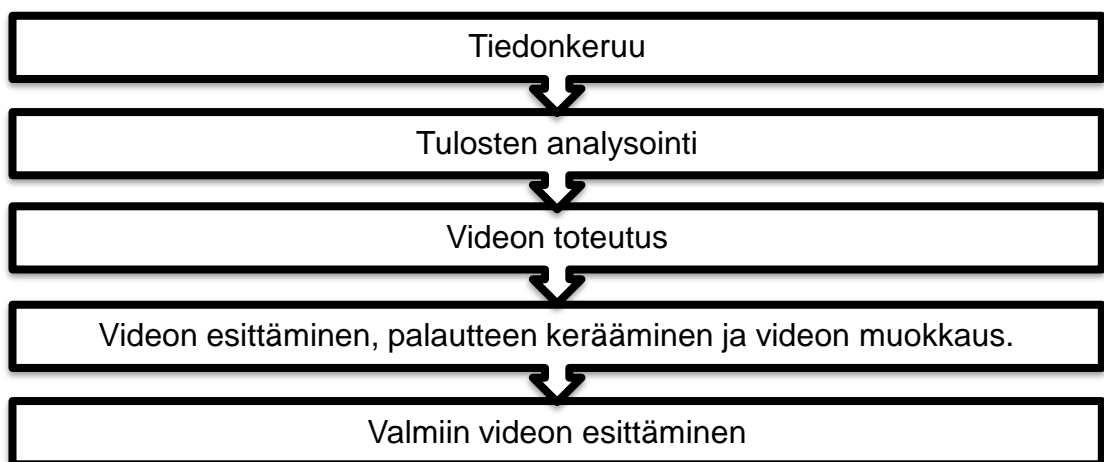 Tiedonkeruu
Tulosten analysointi
Videon toteutus
Videon esittäminen, palautteen kerääminen ja videon muokkaus.
Valmiin videon esittäminen